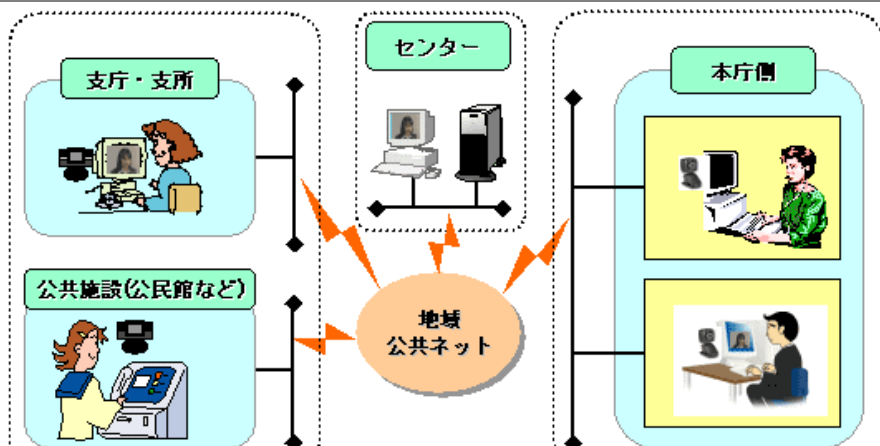 支庁・支所
センター
本庁側
公共施設(公民館など)
地域
公共ネット